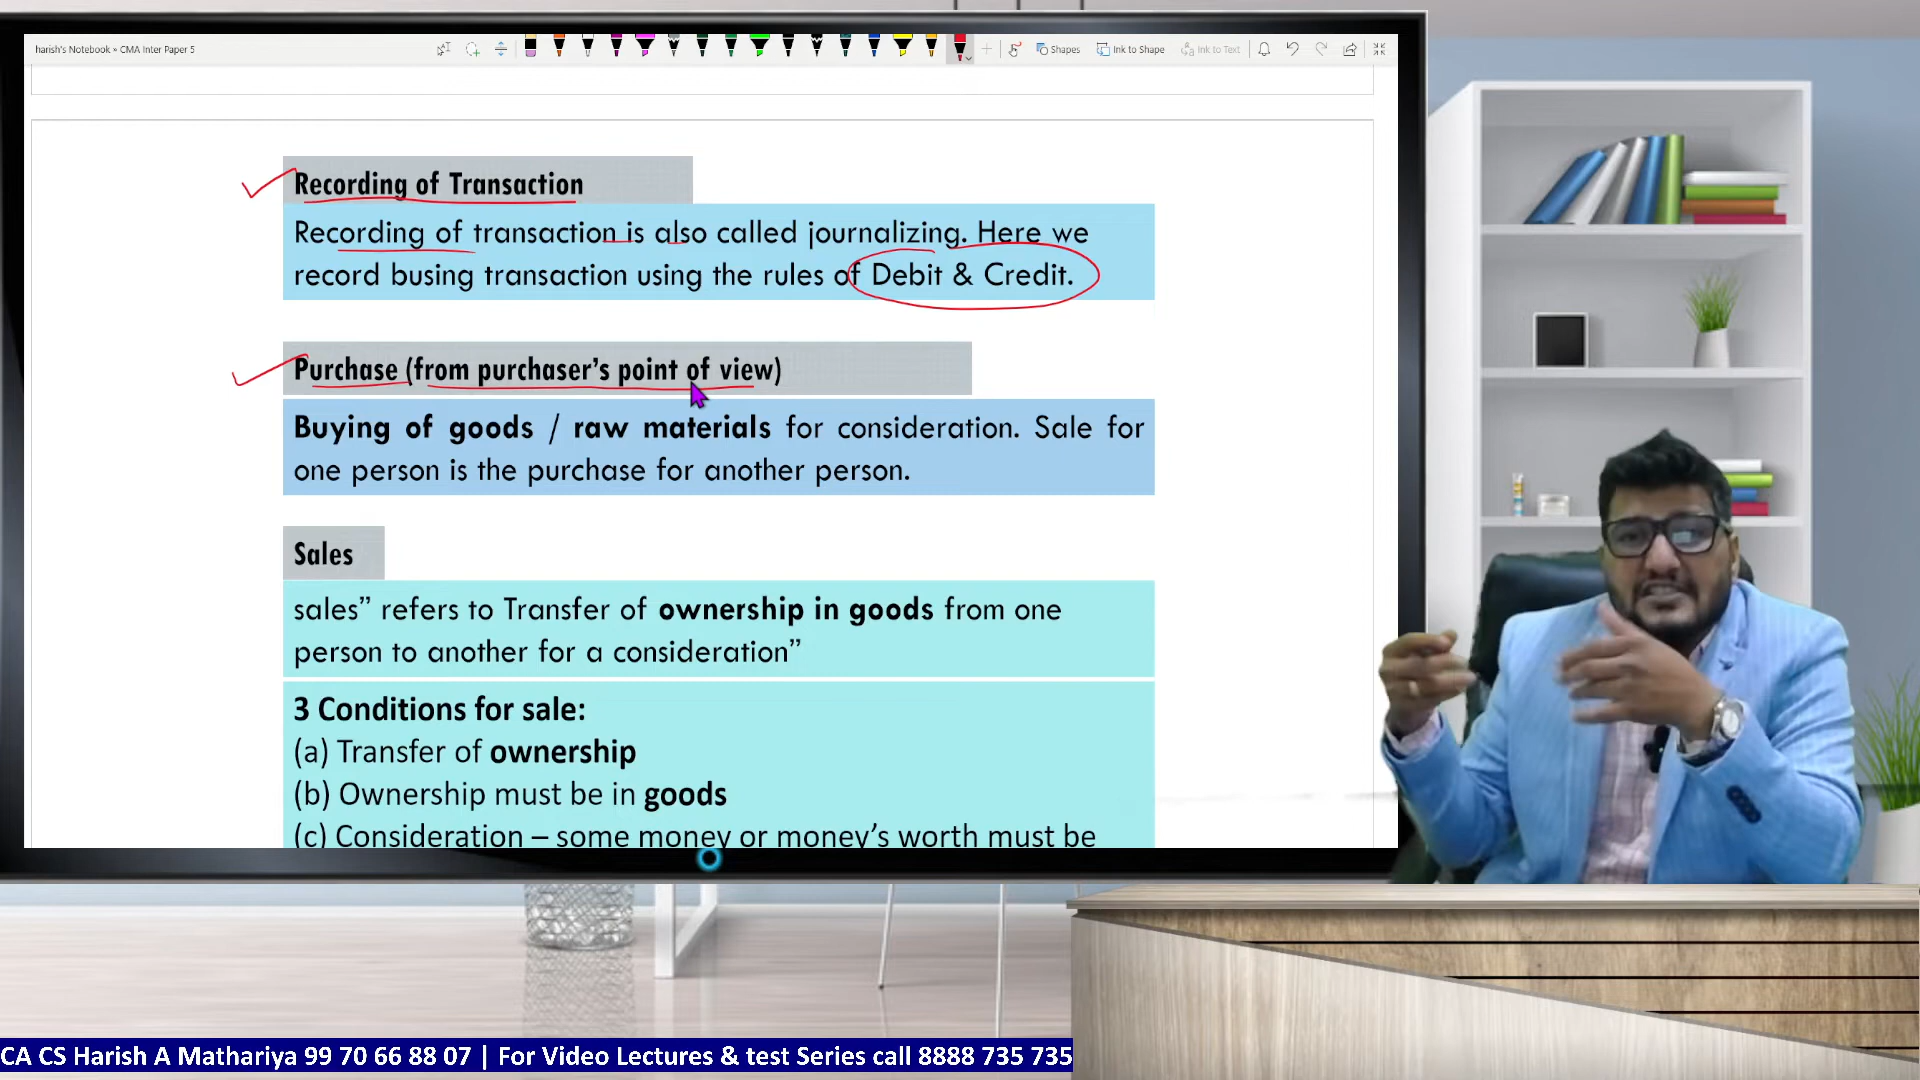 harish's Notebook » CMA Inter Paper 5
Shapes
Ink to Shape
Ink to Text
Recording of Transaction
Recording of transaction is also called journalizing. Here we
record busing transaction using the rules of Debit & Credit.
Purchase (from purchaser's point of view)
Buying of goods / raw materials for consideration. Sale for
one person is the purchase for another person.
Sales
sales” refers to Transfer of ownership in goods from one
person to another for a consideration”
3 Conditions for sale:
(a) Transfer of ownership
(b) Ownership must be in goods
(c) Consideration – some money or money's worth must be
CA CS Harish A Mathariya 99 70 66 88 07 | For Video Lectures & test Series call 8888 735 735